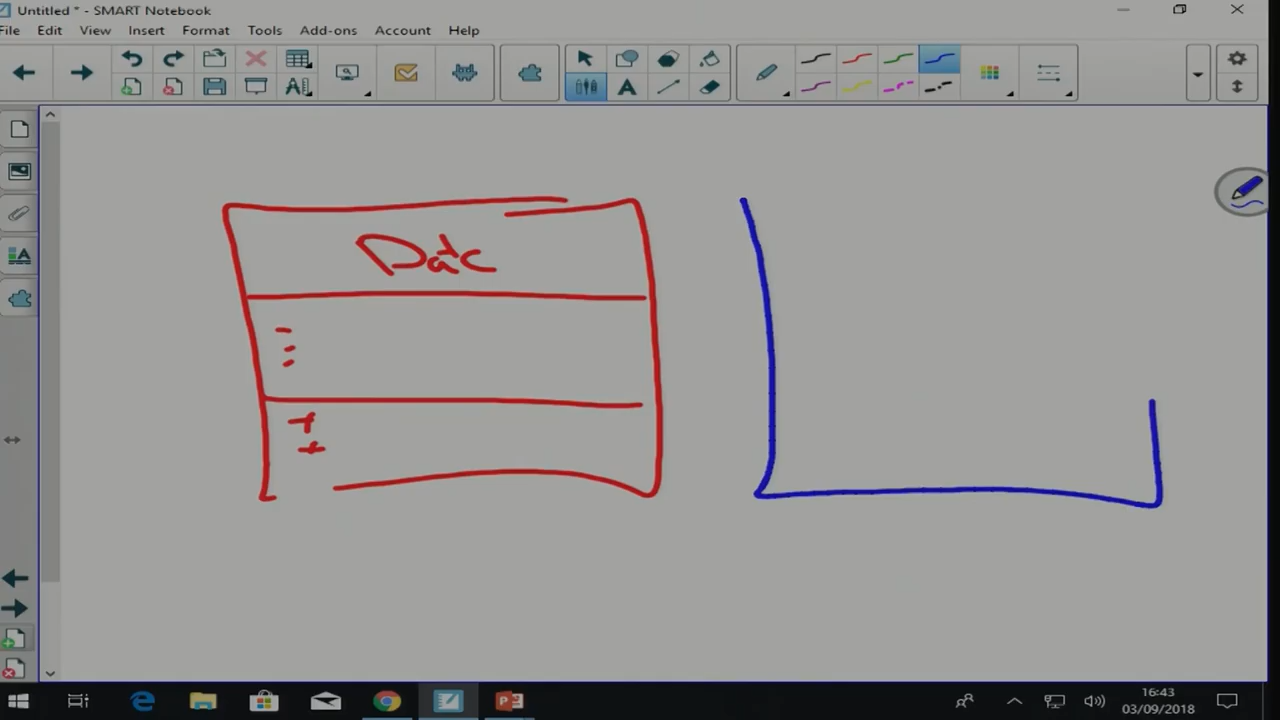 Untitled * - SMART Notebook
File Edit View Insert Format Tools Add-ons Account Help
Date
-
-
-
+
+
16:43
03/09/2018